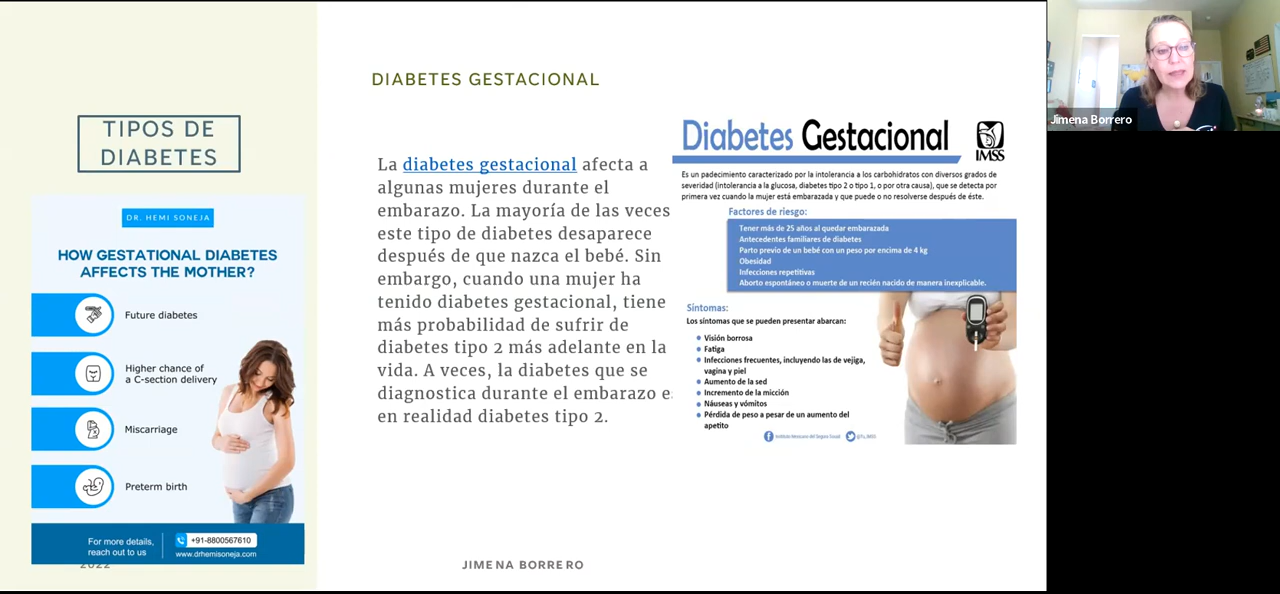 TIPOS DE
DIABETES
DR. HEMI SONEJA
HOW GESTATIONAL DIABETES
AFFECTS THE MOTHER?
Future diabetes
Higher chance of
a C-section delivery
Miscarriage
Preterm birth
For more details,
reach out to us
+91-8800567610
www.drhemisoneja.com
2022
DIABETES GESTACIONAL
La diabetes gestacional afecta a
algunas mujeres durante el
embarazo. La mayoría de las veces
este tipo de diabetes desaparece
después de que nazca el bebé. Sin
embargo, cuando una mujer ha
tenido diabetes gestacional, tiene
más probabilidad de sufrir de
diabetes tipo 2 más adelante en la
vida. A veces, la diabetes que se
diagnostica durante el embarazo e
en realidad diabetes tipo 2.
JIMENA BORRERO
Diabetes Gestacional
IMSS
Es un padecimiento caracterizado por la intolerancia a los carbohidratos con diversos grados de
severidad (intolerancia a la glucosa, diabetes tipo 2 o tipo 1, o por otra causa), que se detecta por
primera vez cuando la mujer está embarazada y que puede o no resolverse después de éste.
Factores de riesgo:
Tener más de 25 años al quedar embarazada
Antecedentes familiares de diabetes
Parto previo de un bebé con un peso por encima de 4 kg
Obesidad
Infecciones repetitivas
Aborto espontáneo o muerte de un recién nacido de manera inexplicable.
Síntomas:
Los síntomas que se pueden presentar abarcan:
Visión borrosa
Fatiga
Infecciones frecuentes, incluyendo las de vejiga,
vagina y piel
Aumento de la sed
Incremento de la micción
Náuseas y vómitos
Pérdida de peso a pesar de un aumento del
apetito
Instituto Mexicano del Seguro Social
Jimena Borrero